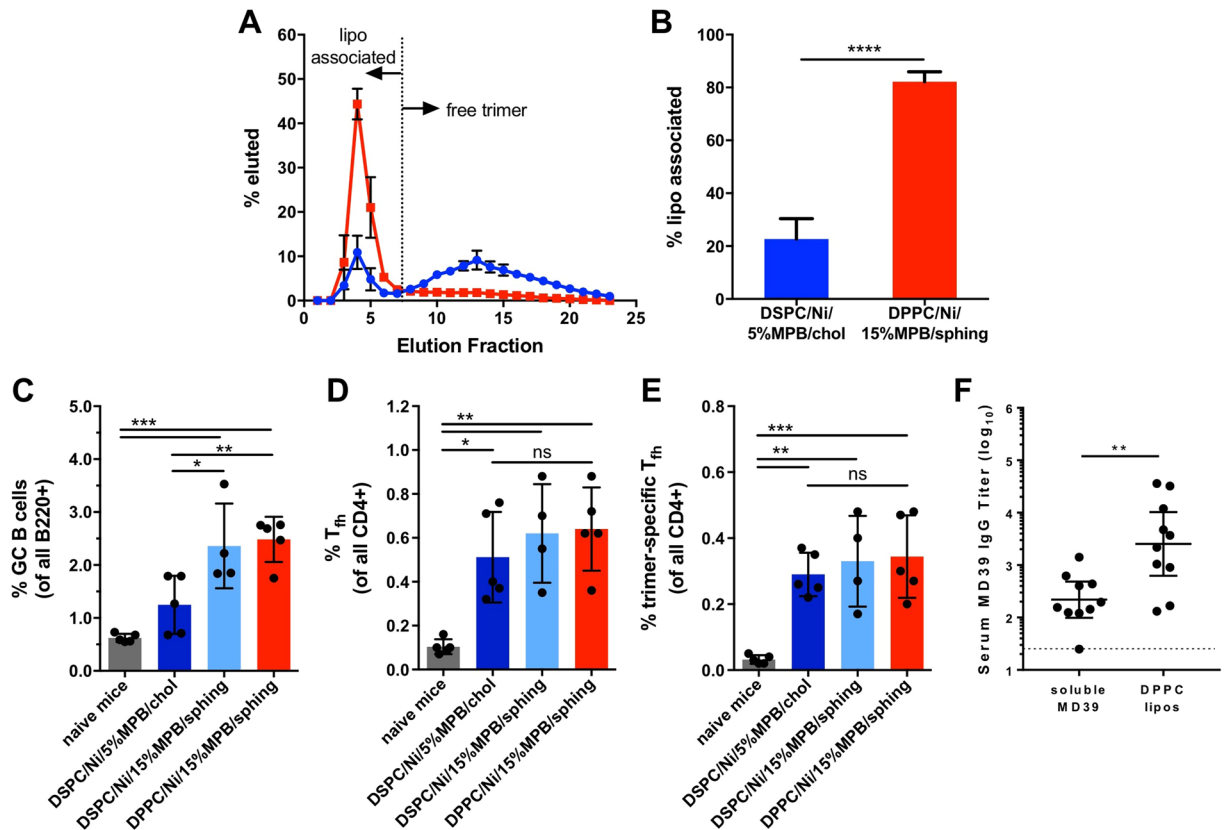 A
lipo
associated
free trimer
% eluted
60
50
40
30
20
10
0
0 5 10 15 20 25
Elution Fraction
B
****
% lipo associated
100
80
60
40
20
0
DSPC/Ni/
5%MPB/chol
DPPC/Ni/
15%MPB/sphing
C
% GC B cells
(of all B220+)
5.0
4.0
3.0
2.0
1.0
0.0
***
**
*
naive mice
DSPC/Ni/5%MPB/chol
DSPC/Ni/15%MPB/sphing
DPPC/Ni/15%MPB/sphing
D
% Tfh
(of all CD4+)
1.2
1.0
0.8
0.6
0.4
0.2
0.0
**
*
ns
naive mice
DSPC/Ni/5%MPB/chol
DSPC/Ni/15%MPB/sphing
DPPC/Ni/15%MPB/sphing
E
% trimer-specific Tfh
(of all CD4+)
0.8
0.6
0.4
0.2
0.0
***
**
ns
naive mice
DSPC/Ni/5%MPB/chol
DSPC/Ni/15%MPB/sphing
DPPC/Ni/15%MPB/sphing
F
Serum MD39 IgG Titer (log10)
6
5
4
3
2
1
**
soluble
MD39
DPPC
lipos